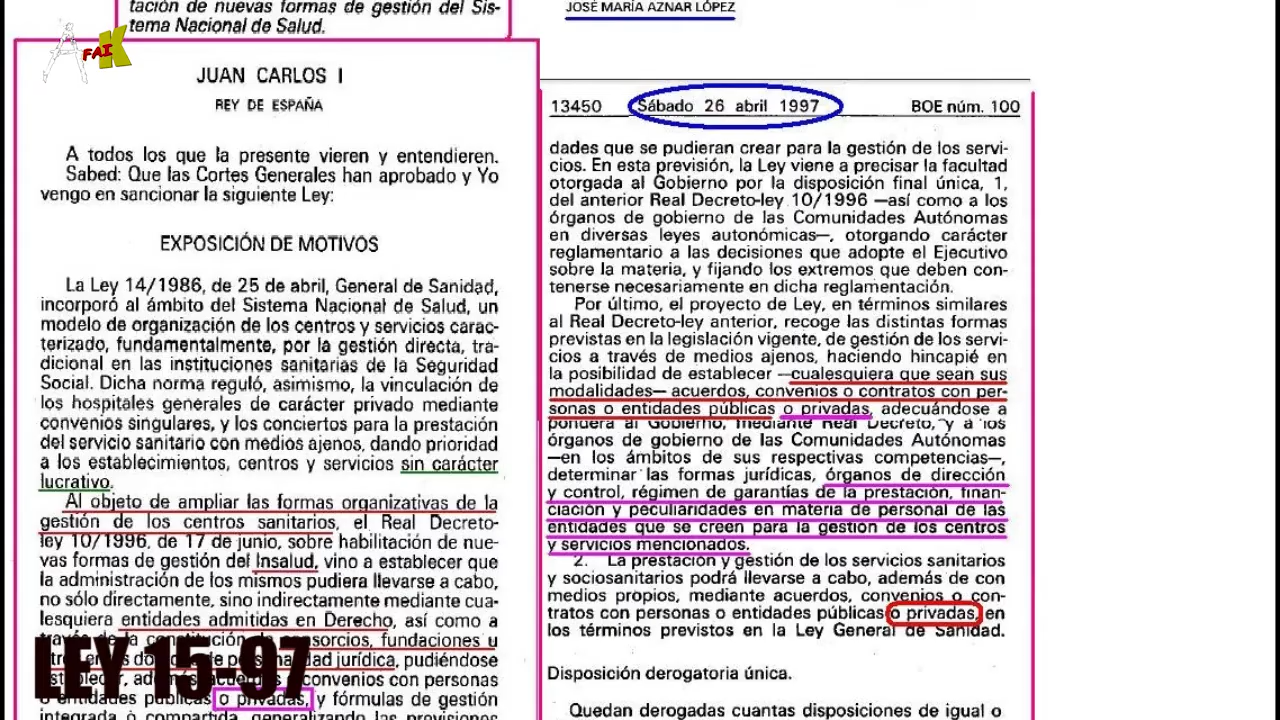 tación de nuevas formas de gestión del Sis-
tema Nacional de Salud.
A FAI K
JUAN CARLOS I
REY DE ESPAÑA
A todos los que la presente vieren y entendieren.
Sabed: Que las Cortes Generales han aprobado y Yo
vengo en sancionar la siguiente Ley:
EXPOSICIÓN DE MOTIVOS
La Ley 14/1986, de 25 de abril, General de Sanidad,
incorporó al ámbito del Sistema Nacional de Salud, un
modelo de organización de los centros y servicios carac-
terizado, fundamentalmente, por la gestión directa, tra-
dicional en las instituciones sanitarias de la Seguridad
Social. Dicha norma reguló, asimismo, la vinculación de
los hospitales generales de carácter privado mediante
convenios singulares, y los conciertos para la prestación
del servicio sanitario con medios ajenos, dando prioridad
a los establecimientos, centros y servicios sin carácter
lucrativo.
Al objeto de ampliar las formas organizativas de la
gestión de los centros sanitarios, el Real Decreto-
ley 10/1996, de 17 de junio, sobre habilitación de nue-
vas formas de gestión del Insalud, vino a establecer que
la administración de los mismos pudiera llevarse a cabo,
no sólo directamente, sino indirectamente mediante cua-
lesquiera entidades admitidas en Derecho, así como a
través de la constitución de consorcios, fundaciones u
personalidad jurídica, pudiéndose
convenios con personas
o entidades públicas o privadas, y fórmulas de gestión
integrada o compartida, generalizando las previsiones
LEY 15-97
JOSÉ MARÍA AZNAR LÓPEZ
13450 Sábado 26 abril 1997 BOE núm. 100
dades que se pudieran crear para la gestión de los servi-
cios. En esta previsión, la Ley viene a precisar la facultad
otorgada al Gobierno por la disposición final única, 1,
del anterior Real Decreto-ley 10/1996 —así como a los
órganos de gobierno de las Comunidades Autónomas
en diversas leyes autonómicas—, otorgando carácter
reglamentario a las decisiones que adopte el Ejecutivo
sobre la materia, y fijando los extremos que deben con-
tenerse necesariamente en dicha reglamentación.
Por último, el proyecto de Ley, en términos similares
al Real Decreto-ley anterior, recoge las distintas formas
previstas en la legislación vigente, de gestión de los servi-
cios a través de medios ajenos, haciendo hincapié en
la posibilidad de establecer —cualesquiera que sean sus
modalidades— acuerdos, convenios o contratos con per-
sonas o entidades públicas o privadas, adecuándose a
pondera al Gobierno, mediante Real Decreto, y a los
órganos de gobierno de las Comunidades Autónomas
—en los ámbitos de sus respectivas competencias—,
determinar las formas jurídicas, órganos de dirección
y control, régimen de garantías de la prestación, finan-
ciación y peculiaridades en materia de personal de las
entidades que se creen para la gestión de los centros
y servicios mencionados.
2. La prestación y gestión de los servicios sanitarios
y sociosanitarios podrá llevarse a cabo, además de con
medios propios, mediante acuerdos, convenios o con-
tratos con personas o entidades públicas o privadas, en
los términos previstos en la Ley General de Sanidad.
Disposición derogatoria única.
Quedan derogadas cuantas disposiciones de igual o